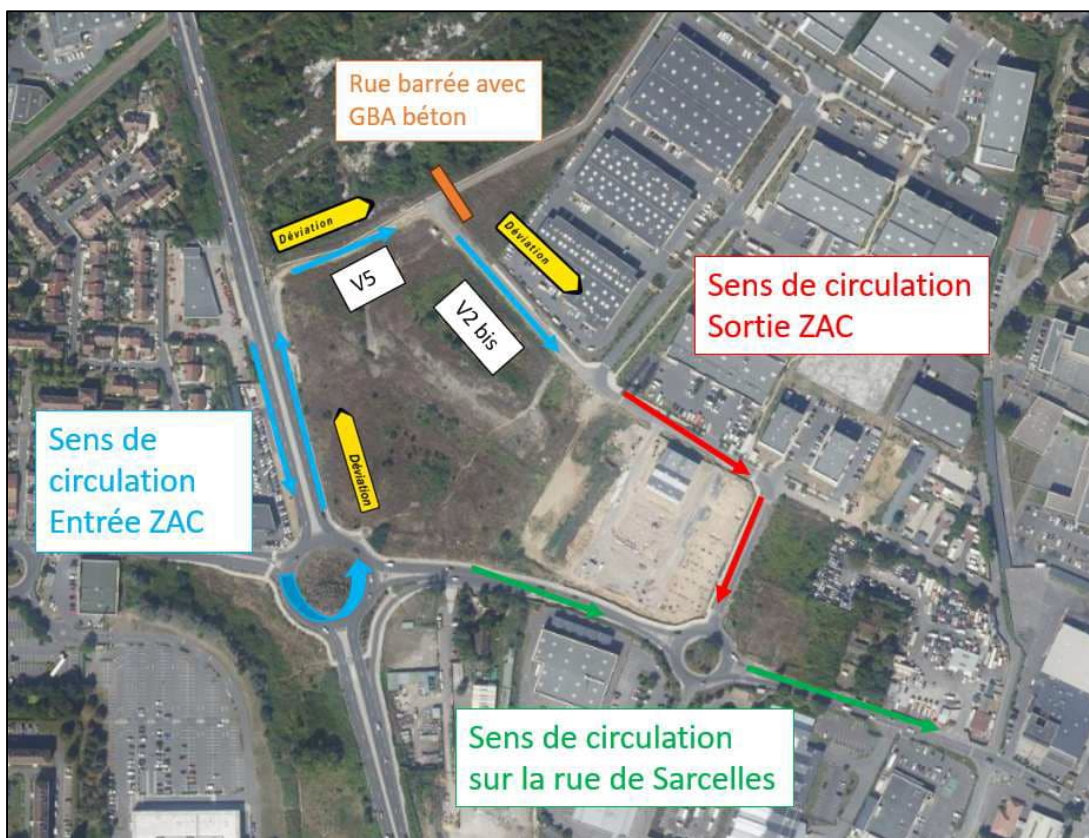 Rue barrée avec
GBA béton
Déviation
Déviation
V5
V2 bis
Sens de circulation
Sortie ZAC
Sens de
circulation
Entrée ZAC
Déviation
Sens de circulation
sur la rue de Sarcelles